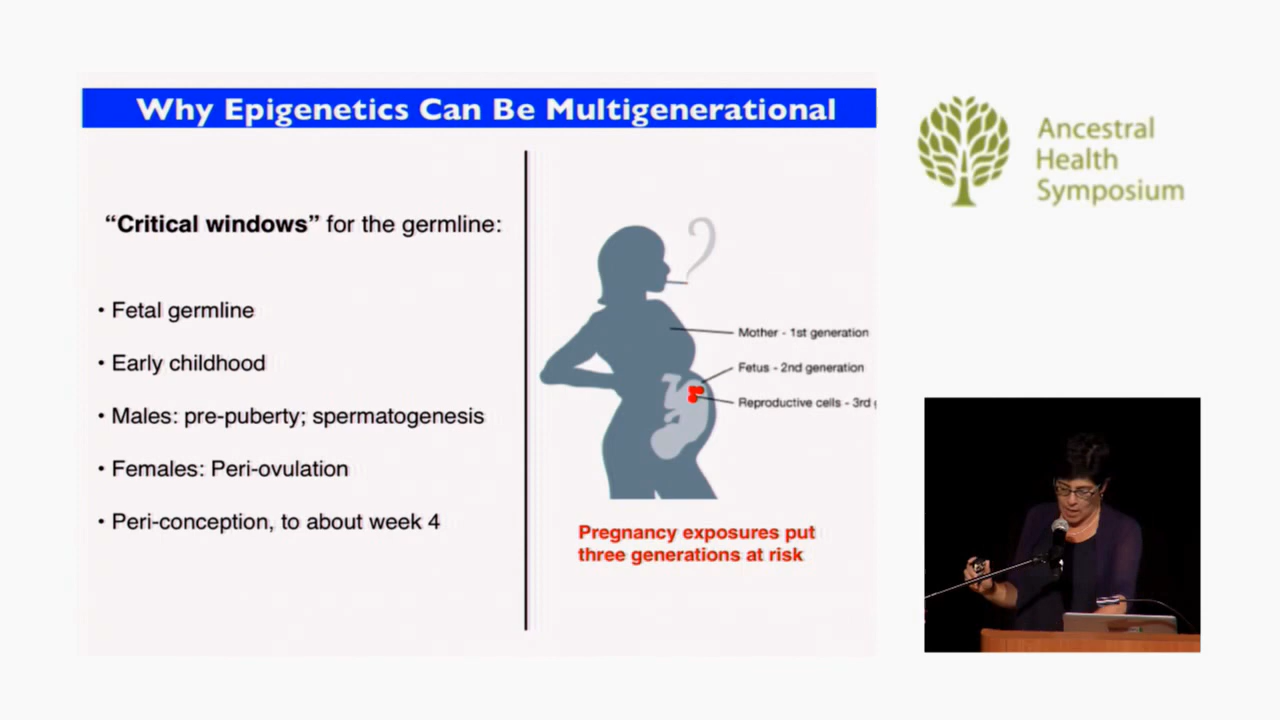 Why Epigenetics Can Be Multigenerational
“Critical windows” for the germline:
• Fetal germline
• Early childhood
• Males: pre-puberty; spermatogenesis
• Females: Peri-ovulation
• Peri-conception, to about week 4
Mother - 1st generation
Fetus - 2nd generation
Reproductive cells - 3rd
Pregnancy exposures put
three generations at risk
Ancestral
Health
Symposium